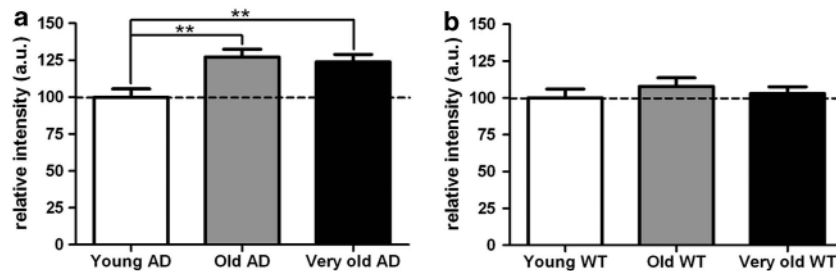 a
**
**
relative intensity (a.u.)
150
125
100
75
50
25
0
Young AD Old AD Very old AD
b
relative intensity (a.u.)
150
125
100
75
50
25
0
Young WT Old WT Very old WT